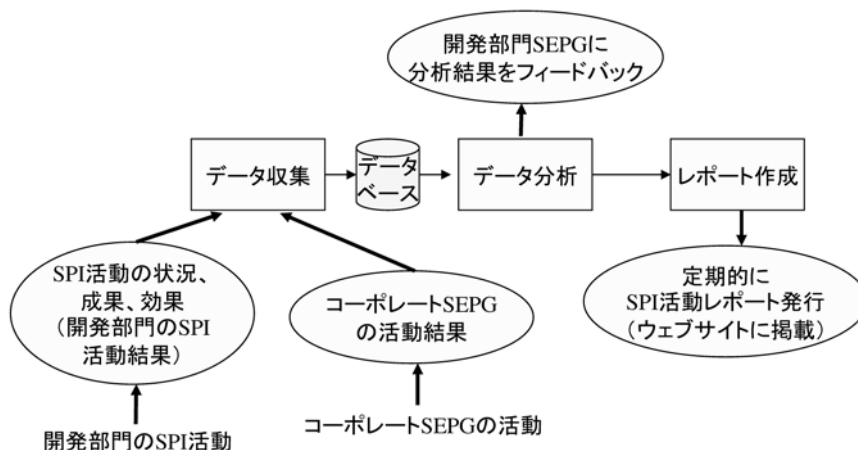 開発部門SEPGに
分析結果をフィードバック
データ収集
データ
ベース
データ分析
レポート作成
SPI活動の状況、
成果、効果
（開発部門のSPI
活動結果）
コーポレートSEPG
の活動結果
定期的に
SPI活動レポート発行
（ウェブサイトに掲載）
開発部門のSPI活動
コーポレートSEPGの活動